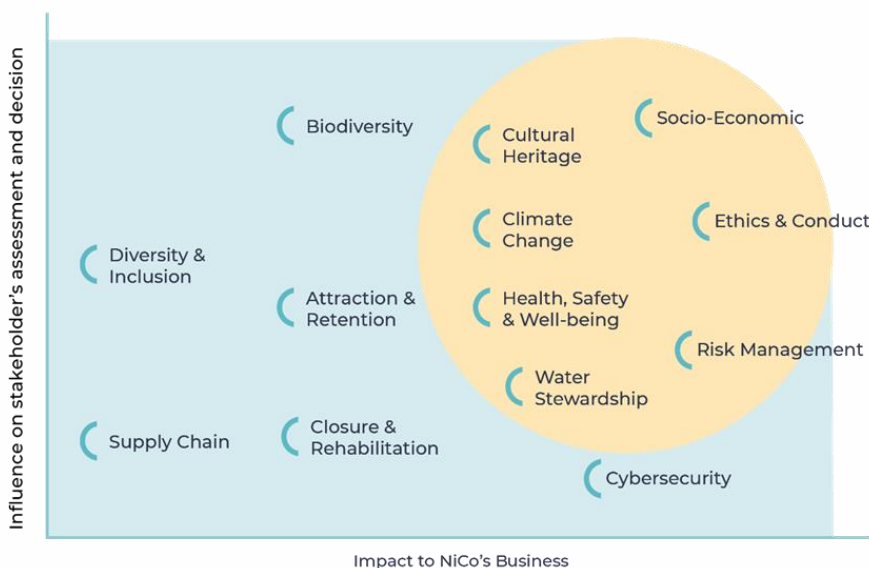 Influence on stakeholder's assessment and decision
Biodiversity
Cultural
Heritage
Socio-Economic
Diversity &
Inclusion
Climate
Change
Ethics & Conduct
Attraction &
Retention
Health, Safety
& Well-being
Risk Management
Water
Stewardship
Supply Chain
Closure &
Rehabilitation
Cybersecurity
Impact to NiCo's Business